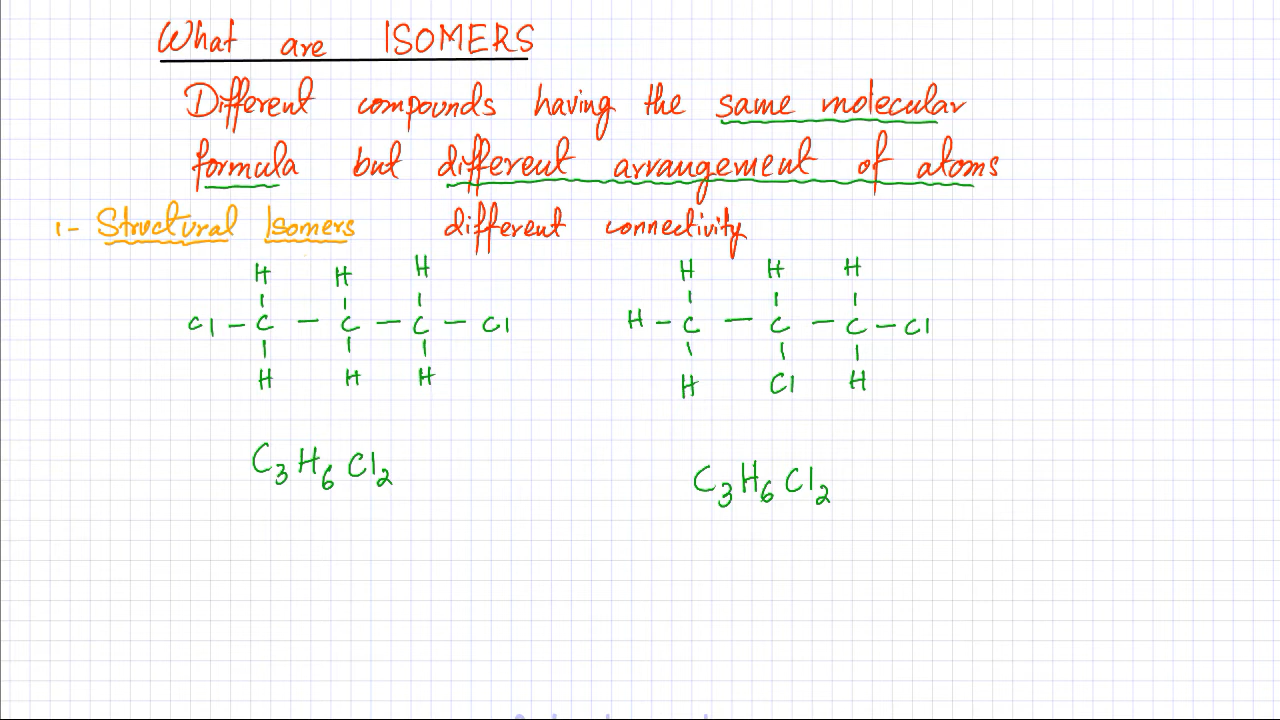 What are ISOMERS
Different compounds having the same molecular
formula but different arrangement of atoms
1- Structural Isomers different connectivity
H H H H H H
Cl - C - C - C - Cl H - C - C - C - Cl
H H H H Cl H
C3H6Cl2 C3H6Cl2